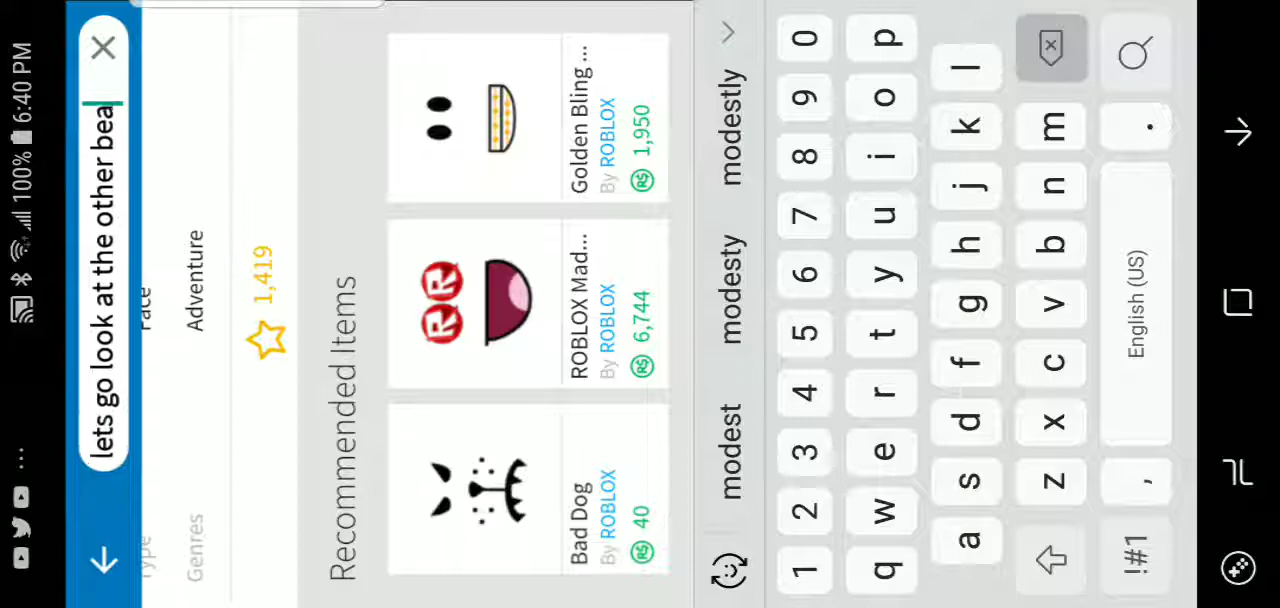 6:40 PM
100%
lets go look at the other bea
Type
Face
Genres
Adventure
1,419
Recommended Items
Bad Dog
By ROBLOX
R$ 40
ROBLOX Mad...
By ROBLOX
R$ 6,744
Golden Bling ...
By ROBLOX
R$ 1,950
modest modesty modestly
1 2 3 4 5 6 7 8 9 0
q w e r t y u i o p
a s d f g h j k l
z x c v b n m
!#1 , English (US) .